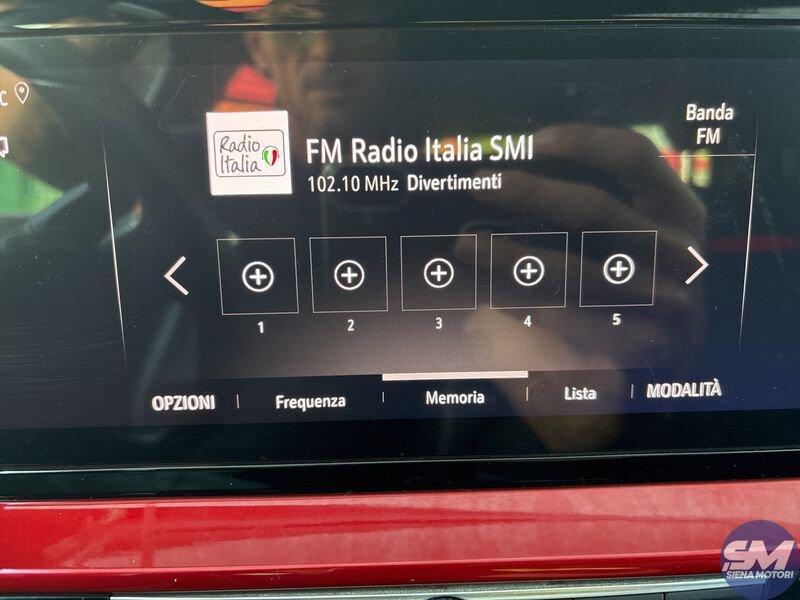 C
Radio
Italia
FM Radio Italia SMI
102.10 MHz Divertimenti
Banda
FM
1
2
3
4
5
OPZIONI
Frequenza
Memoria
Lista
MODALITÀ
SM
SIENA MOTORI